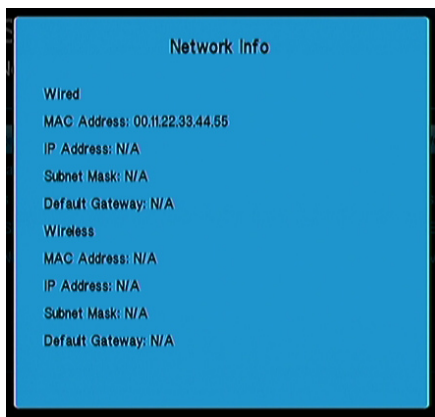 Network Info
Wired
MAC Address: 00.11.22.33.44.55
IP Address: N/A
Subnet Mask: N/A
Default Gateway: N/A
Wireless
MAC Address: N/A
IP Address: N/A
Subnet Mask: N/A
Default Gateway: N/A